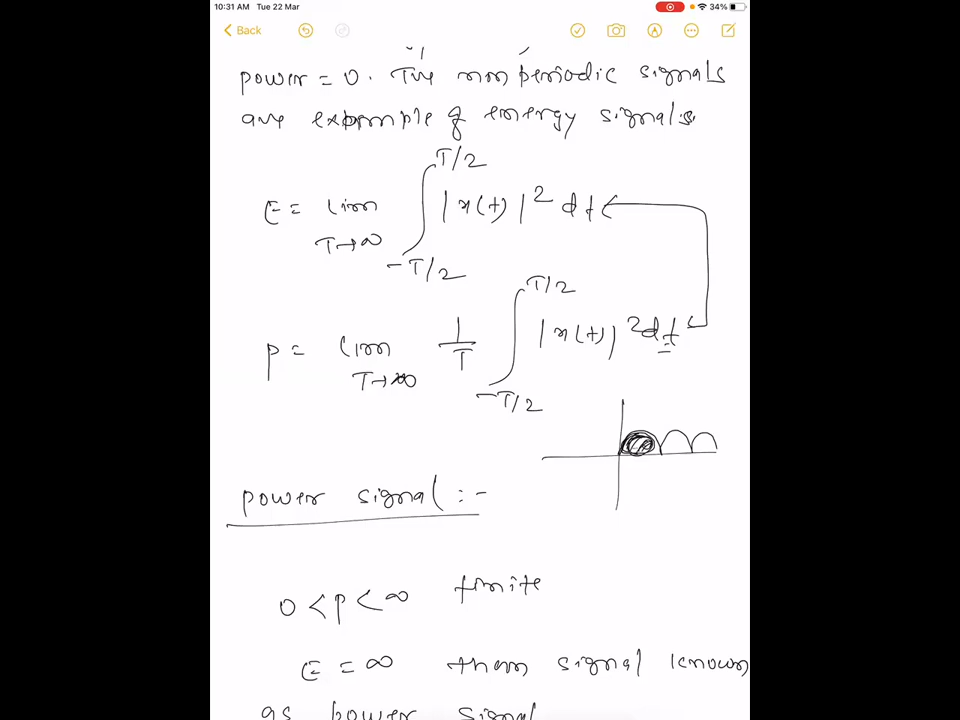 10:31 AM Tue 22 Mar 34%
Back
power = 0. The non periodic signals
are example of energy signals.
E = lim T→∞ ∫_{-T/2}^{T/2} |x(t)|² dt
p = lim T→∞ 1/T ∫_{-T/2}^{T/2} |x(t)|² dt
power signal :-
0 < p < ∞ finite
E = ∞ then signal known
as power signal